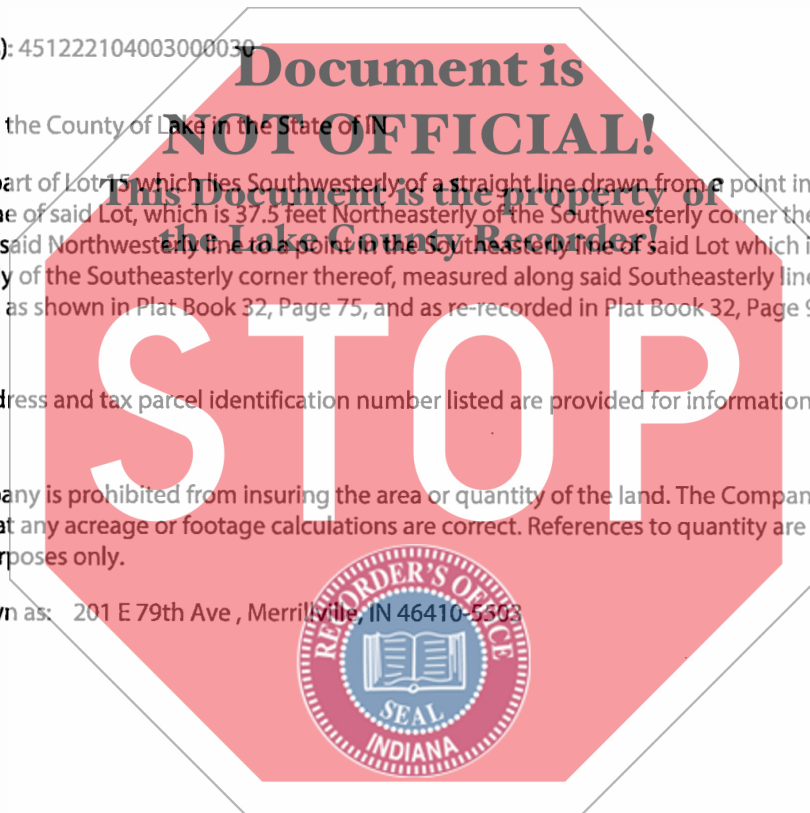 ): 451222104003000030
Document is
the County of Lake in the State of IN.
NOT OFFICIAL!
part of Lot 15 which lies Southwesterly of a straight line drawn from a point in
This Document is the property of
e of said Lot, which is 37.5 feet Northeasterly of the Southwesterly corner the
said Northwesterly line to a point in the Southeasterly line of said Lot which i
the Lake County Recorder!
y of the Southeasterly corner thereof, measured along said Southeasterly line
as shown in Plat Book 32, Page 75, and as re-recorded in Plat Book 32, Page 9
STOP
dress and tax parcel identification number listed are provided for information
any is prohibited from insuring the area or quantity of the land. The Compan
at any acreage or footage calculations are correct. References to quantity are
rposes only.
RECORDER'S OFFICE
vn as: 201 E 79th Ave , Merrillville, IN 46410-5503
SEAL
INDIANA